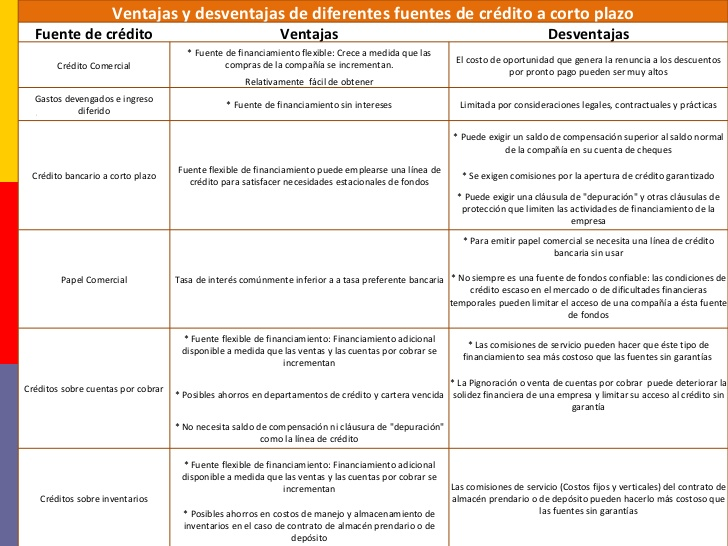 Ventajas y desventajas de diferentes fuentes de crédito a corto plazo
Fuente de crédito
Ventajas
Desventajas
Crédito Comercial
* Fuente de financiamiento flexible: Crece a medida que las
compras de la compañía se incrementan.
Relativamente fácil de obtener
El costo de oportunidad que genera la renuncia a los descuentos
por pronto pago pueden ser muy altos
Gastos devengados e ingreso
diferido
* Fuente de financiamiento sin intereses
Limitada por consideraciones legales, contractuales y prácticas
Crédito bancario a corto plazo
Fuente flexible de financiamiento puede emplearse una línea de
crédito para satisfacer necesidades estacionales de fondos
* Puede exigir un saldo de compensación superior al saldo normal
de la compañía en su cuenta de cheques
* Se exigen comisiones por la apertura de crédito garantizado
* Puede exigir una cláusula de "depuración" y otras cláusulas de
protección que limiten las actividades de financiamiento de la
empresa
Papel Comercial
Tasa de interés comúnmente inferior a a tasa preferente bancaria
* Para emitir papel comercial se necesita una línea de crédito
bancaria sin usar
* No siempre es una fuente de fondos confiable: las condiciones de
crédito escaso en el mercado o de dificultades financieras
temporales pueden limitar el acceso de una compañía a ésta fuente
de fondos
Créditos sobre cuentas por cobrar
* Fuente flexible de financiamiento: Financiamiento adicional
disponible a medida que las ventas y las cuentas por cobrar se
incrementan
* Posibles ahorros en departamentos de crédito y cartera vencida
* No necesita saldo de compensación ni cláusura de "depuración"
como la línea de crédito
* Las comisiones de servicio pueden hacer que éste tipo de
financiamiento sea más costoso que las fuentes sin garantías
* La Pignoración o venta de cuentas por cobrar puede deteriorar la
solidez financiera de una empresa y limitar su acceso al crédito sin
garantía
Créditos sobre inventarios
* Fuente flexible de financiamiento: Financiamiento adicional
disponible a medida que las ventas y las cuentas por cobrar se
incrementan
* Posibles ahorros en costos de manejo y almacenamiento de
inventarios en el caso de contrato de almacén prendario o de
depósito
Las comisiones de servicio (Costos fijos y verticales) del contrato de
almacén prendario o de depósito pueden hacerlo más costoso que
las fuentes sin garantías